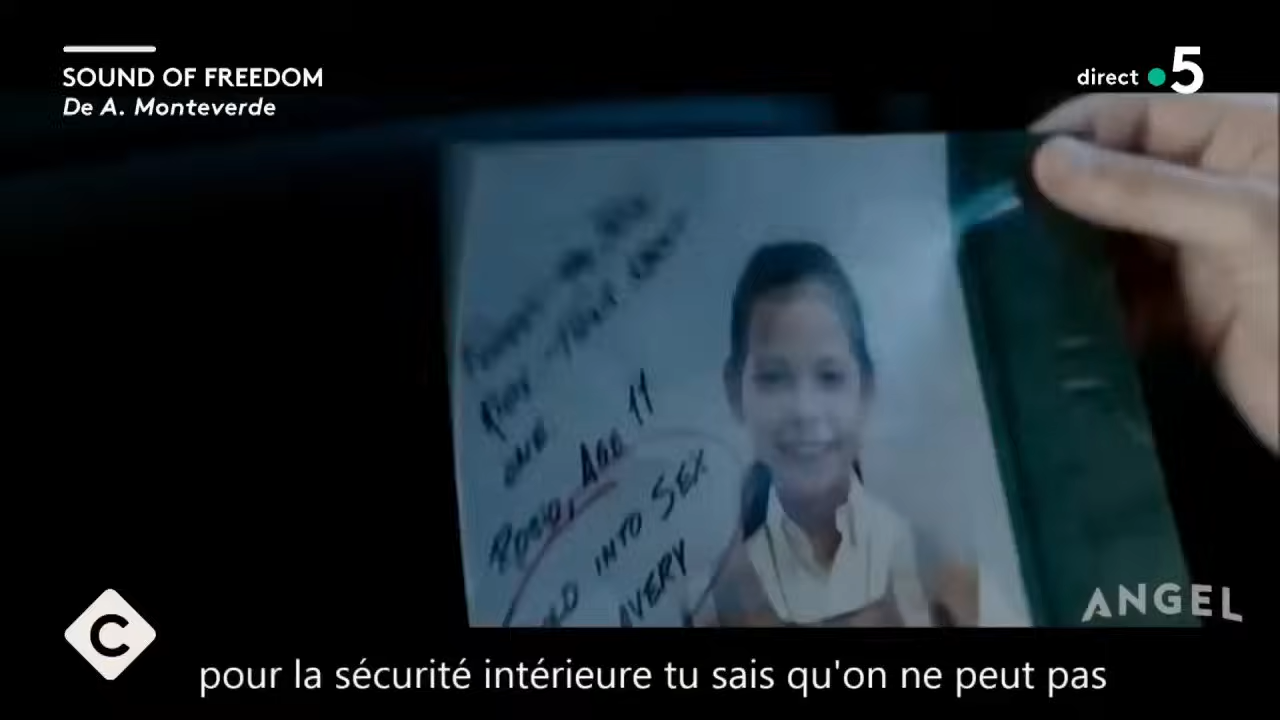 SOUND OF FREEDOM
De A. Monteverde
direct 5
ONE
ROCIO, AGE 11
INTO SEX
ANGEL
C
pour la sécurité intérieure tu sais qu'on ne peut pas